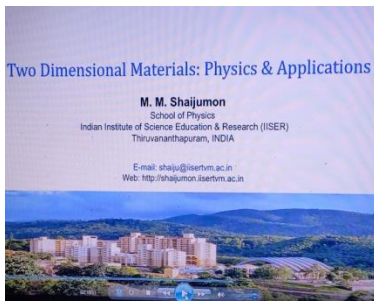 Two Dimensional Materials: Physics & Applications
M. M. Shaijumon
School of Physics
Indian Institute of Science Education & Research (IISER)
Thiruvananthapuram, INDIA
E-mail: shaiju@iisertvm.ac.in
Web: http://shaijumon.iisertvm.ac.in